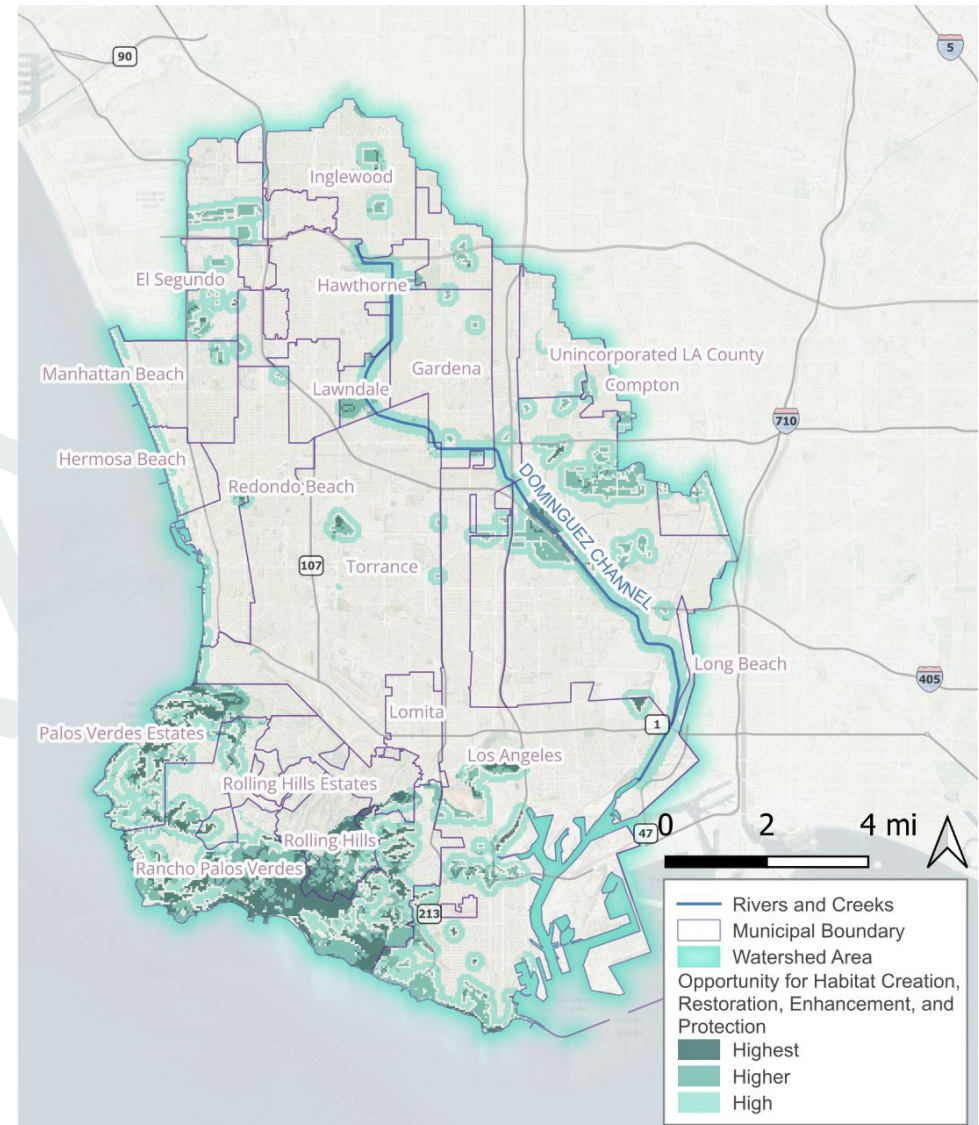 90
5
Inglewood
El Segundo
Hawthorne
Unincorporated LA County
Manhattan Beach
Gardena
Compton
Lawndale
710
Hermosa Beach
Redondo Beach
DOMINGUEZ CHANNEL
107
Torrance
Long Beach
405
Lomita
1
Palos Verdes Estates
Los Angeles
Rolling Hills Estates
0 2 4 mi
47
Rolling Hills
Rancho Palos Verdes
213
Rivers and Creeks
Municipal Boundary
Watershed Area
Opportunity for Habitat Creation,
Restoration, Enhancement, and
Protection
Highest
Higher
High